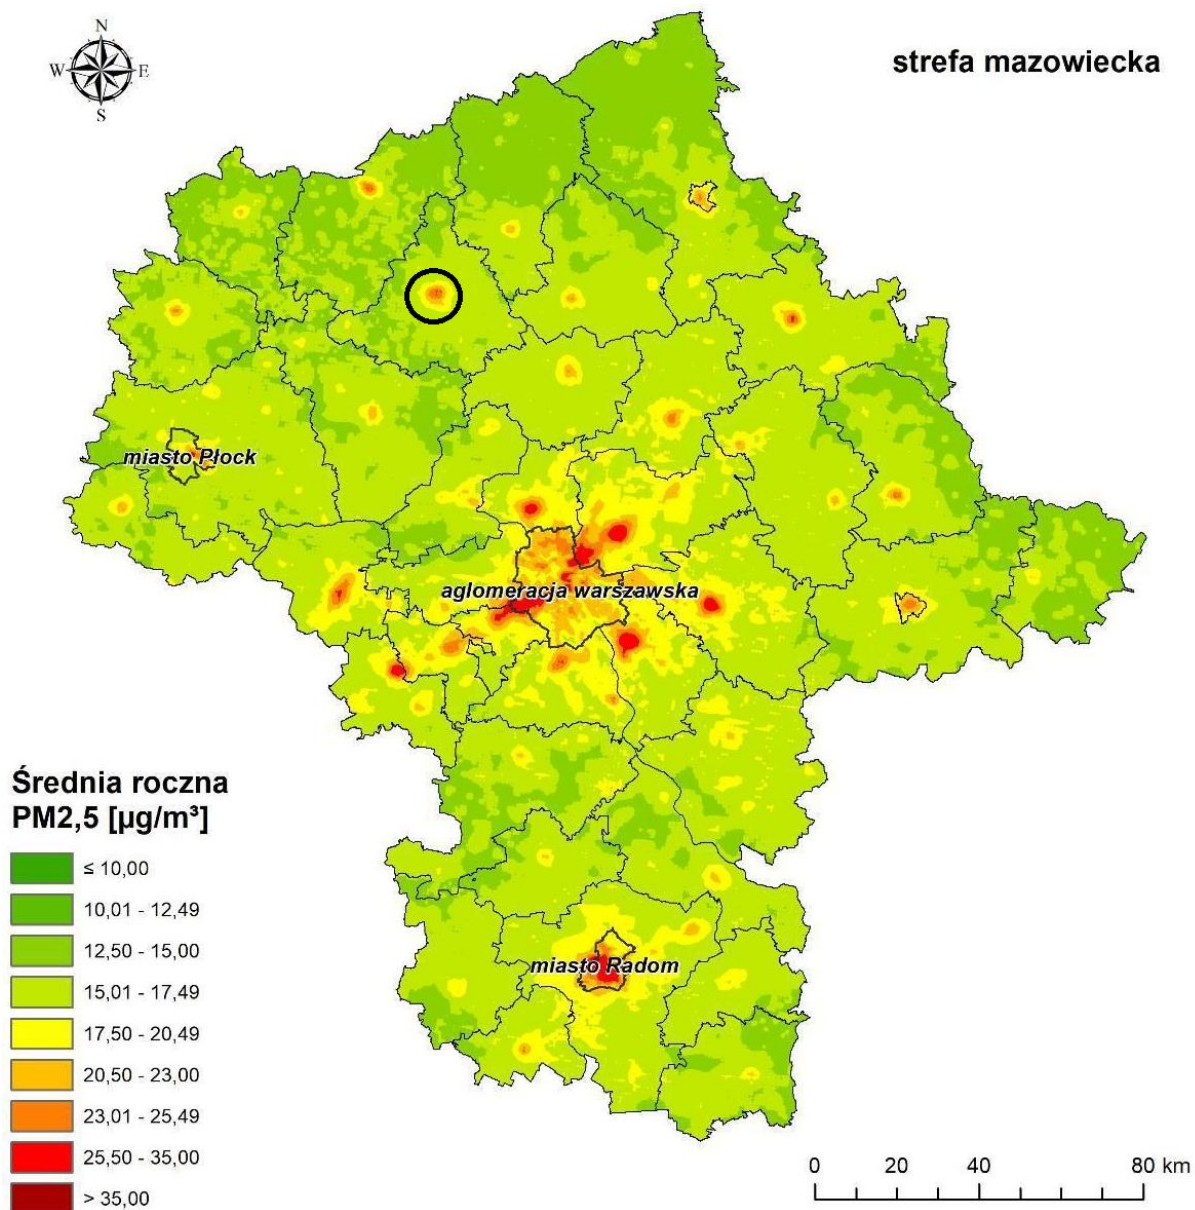 N
W E
S
strefa mazowiecka
miasto Płock
aglomeracja warszawska
miasto Radom
Średnia roczna
PM2,5 [µg/m³]
≤ 10,00
10,01 - 12,49
12,50 - 15,00
15,01 - 17,49
17,50 - 20,49
20,50 - 23,00
23,01 - 25,49
25,50 - 35,00
> 35,00
0 20 40 80 km